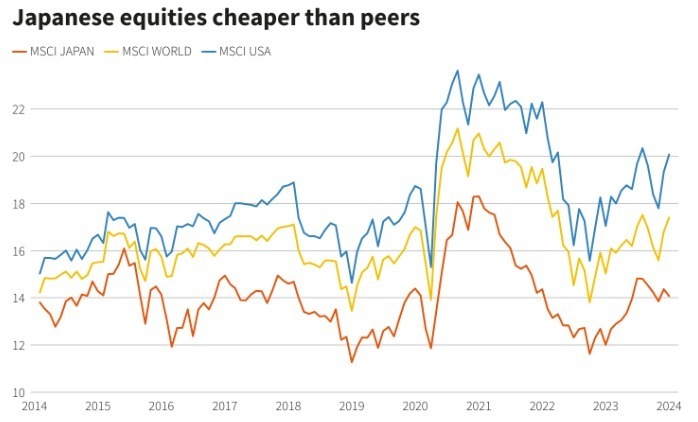 Japanese equities cheaper than peers
MSCI JAPAN MSCI WORLD MSCI USA
22
20
18
16
14
12
10
2014 2015 2016 2017 2018 2019 2020 2021 2022 2023 2024